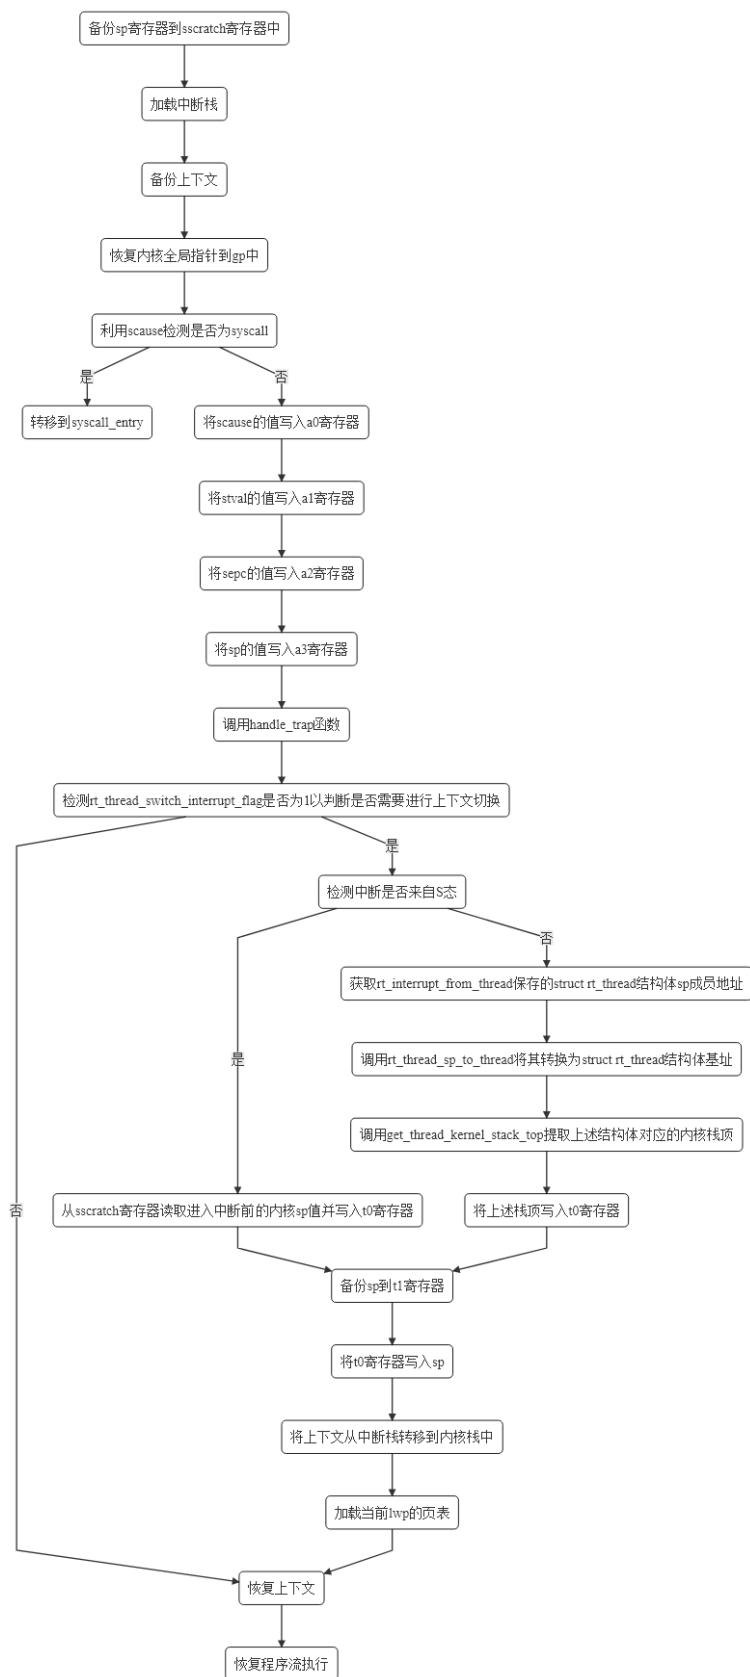 备份sp寄存器到sscratch寄存器中
加载中断栈
备份上下文
恢复内核全局指针到gp中
利用scause检测是否为syscall
是
否
转移到syscall_entry
将scause的值写入a0寄存器
将stval的值写入a1寄存器
将sepc的值写入a2寄存器
将sp的值写入a3寄存器
调用handle_trap函数
检测rt_thread_switch_interrupt_flag是否为1以判断是否需要进行上下文切换
是
检测中断是否来自S态
否
获取rt_interrupt_from_thread保存的struct rt_thread结构体sp成员地址
是
调用rt_thread_sp_to_thread将其转换为struct rt_thread结构体基址
调用get_thread_kernel_stack_top提取上述结构体对应的内核栈顶
否
从sscratch寄存器读取进入中断前的内核sp值并写入t0寄存器
将上述栈顶写入t0寄存器
备份sp到t1寄存器
将t0寄存器写入sp
将上下文从中断栈转移到内核栈中
加载当前lwp的页表
恢复上下文
恢复程序流执行